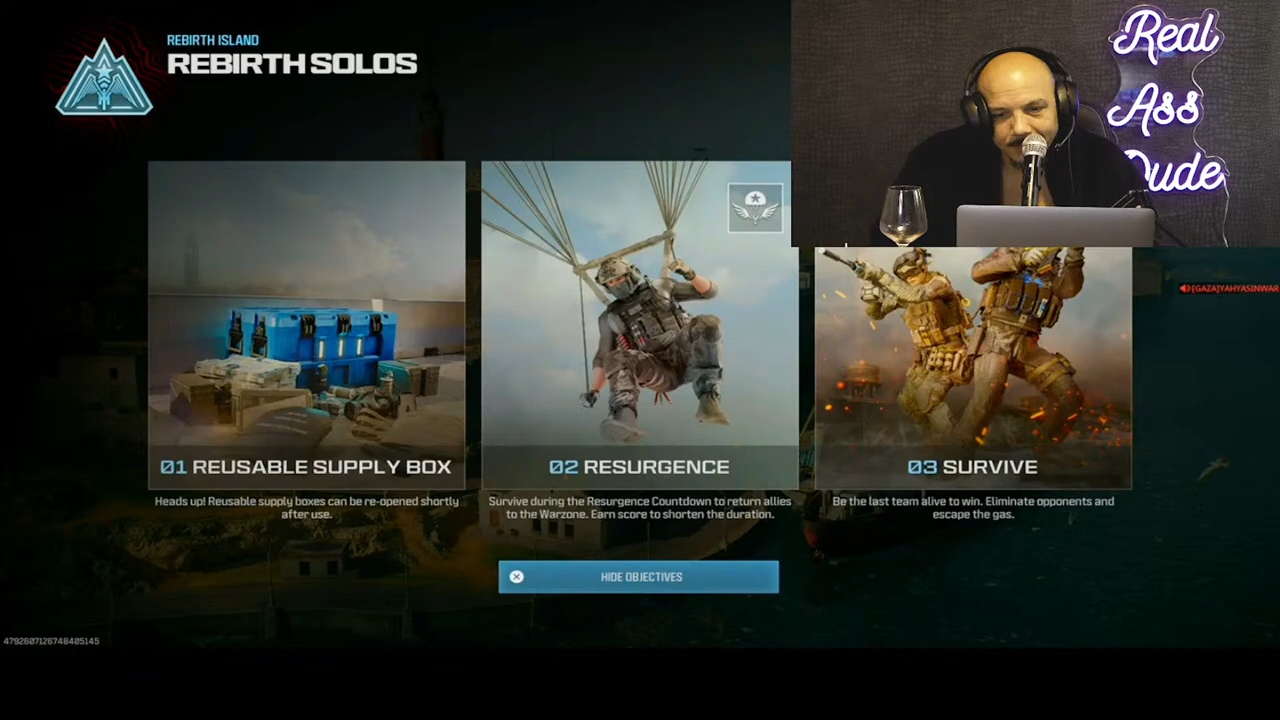 REBIRTH ISLAND
REBIRTH SOLOS
Real
Ass
Dude
[GAZA]YAHYASINWAR
01 REUSABLE SUPPLY BOX
Heads up! Reusable supply boxes can be re-opened shortly
after use.
02 RESURGENCE
Survive during the Resurgence Countdown to return allies
to the Warzone. Earn score to shorten the duration.
03 SURVIVE
Be the last team alive to win. Eliminate opponents and
escape the gas.
HIDE OBJECTIVES
4792607126748405145